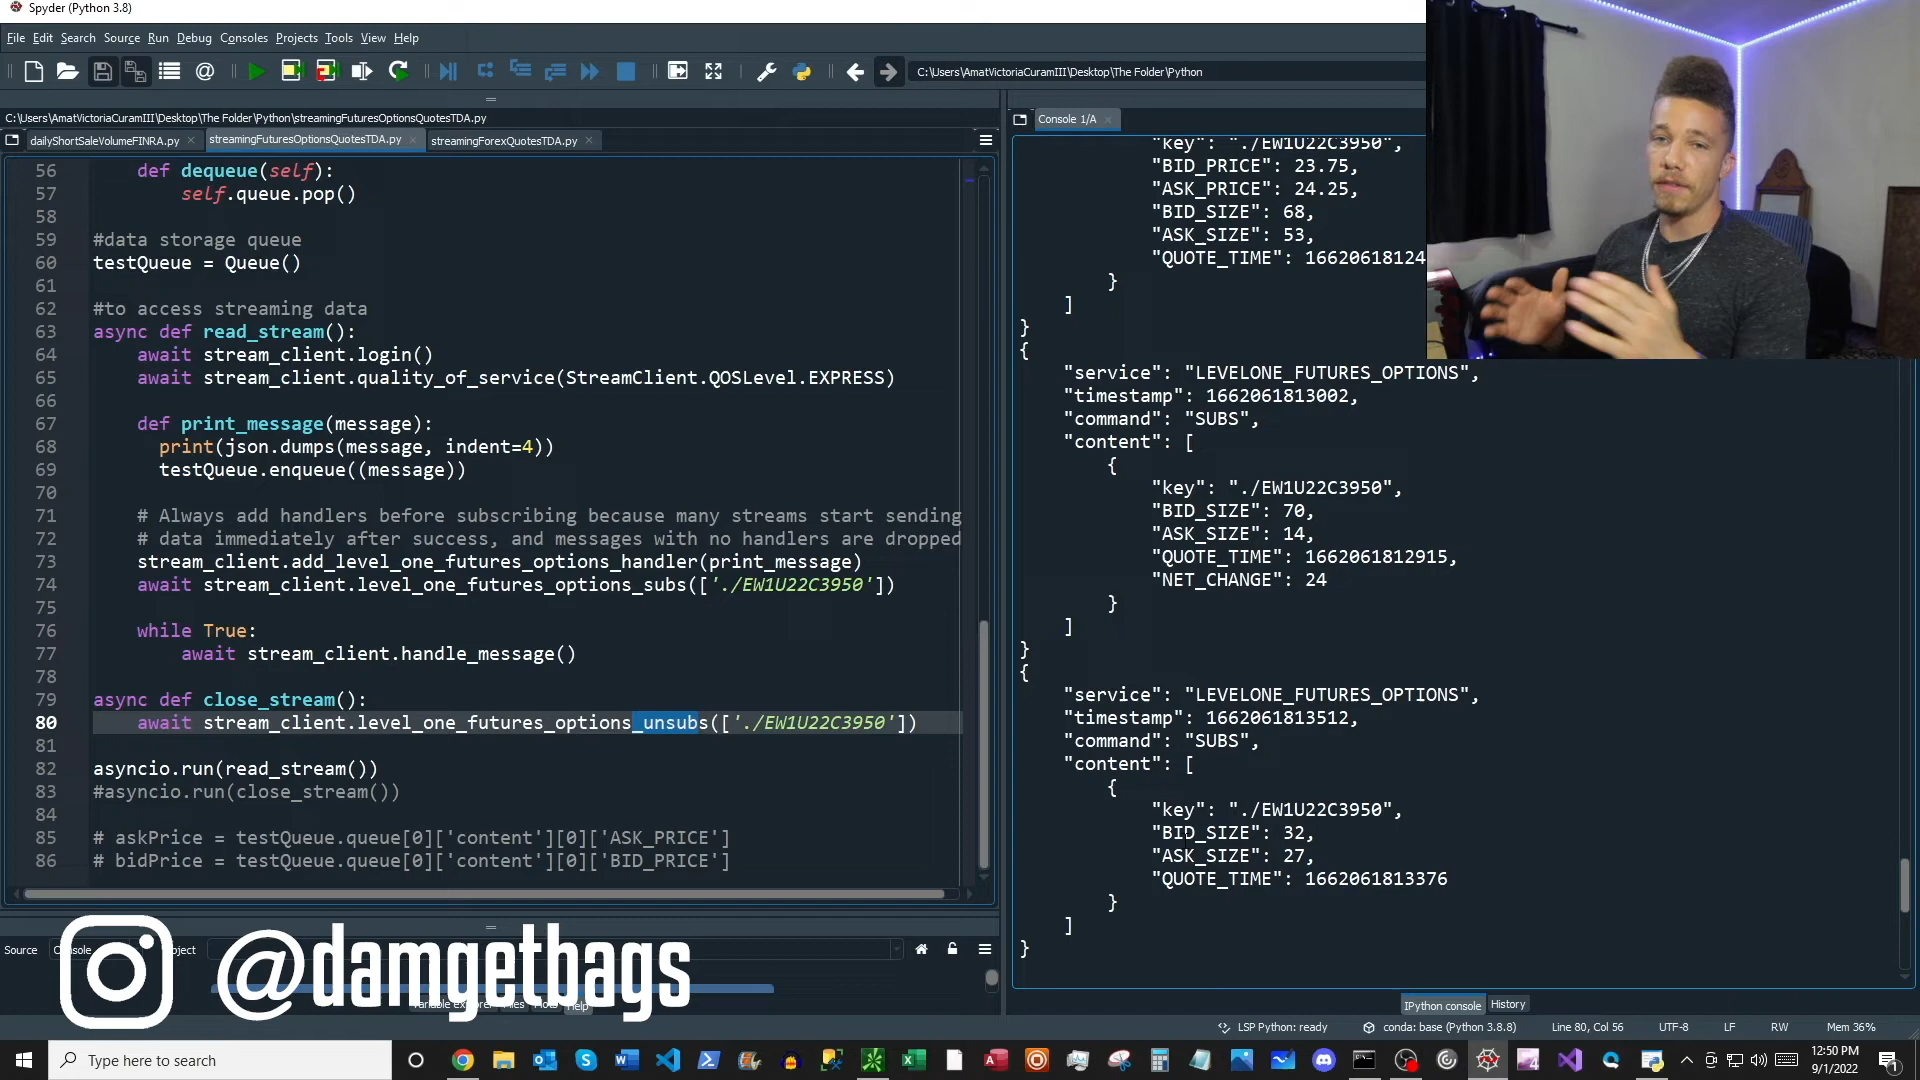 Spyder (Python 3.8)
File Edit Search Source Run Debug Consoles Projects Tools View Help
C:\Users\AmatVictoriaCuramIII\Desktop\The Folder\Python
C:\Users\AmatVictoriaCuramIII\Desktop\The Folder\Python\streamingFuturesOptionsQuotesTDA.py
dailyShortSaleVolumeFINRA.py streamingFuturesOptionsQuotesTDA.py streamingForexQuotesTDA.py
56 def dequeue(self):
57 self.queue.pop()
58
59 #data storage queue
60 testQueue = Queue()
61
62 #to access streaming data
63 async def read_stream():
64 await stream_client.login()
65 await stream_client.quality_of_service(StreamClient.QOSLevel.EXPRESS)
66
67 def print_message(message):
68 print(json.dumps(message, indent=4))
69 testQueue.enqueue((message))
70
71 # Always add handlers before subscribing because many streams start sending
72 # data immediately after success, and messages with no handlers are dropped
73 stream_client.add_level_one_futures_options_handler(print_message)
74 await stream_client.level_one_futures_options_subs(['./EW1U22C3950'])
75
76 while True:
77 await stream_client.handle_message()
78
79 async def close_stream():
80 await stream_client.level_one_futures_options_unsubs(['./EW1U22C3950'])
81
82 asyncio.run(read_stream())
83 #asyncio.run(close_stream())
84
85 # askPrice = testQueue.queue[0]['content'][0]['ASK_PRICE']
86 # bidPrice = testQueue.queue[0]['content'][0]['BID_PRICE']
Console 1/A
"key": "./EW1U22C3950",
"BID_PRICE": 23.75,
"ASK_PRICE": 24.25,
"BID_SIZE": 68,
"ASK_SIZE": 53,
"QUOTE_TIME": 16620618124
}
]
}
{
"service": "LEVELONE_FUTURES_OPTIONS",
"timestamp": 1662061813002,
"command": "SUBS",
"content": [
{
"key": "./EW1U22C3950",
"BID_SIZE": 70,
"ASK_SIZE": 14,
"QUOTE_TIME": 1662061812915,
"NET_CHANGE": 24
}
]
}
{
"service": "LEVELONE_FUTURES_OPTIONS",
"timestamp": 1662061813512,
"command": "SUBS",
"content": [
{
"key": "./EW1U22C3950",
"BID_SIZE": 32,
"ASK_SIZE": 27,
"QUOTE_TIME": 1662061813376
}
]
}
Source
@damgetbags
Help
IPython console History
LSP Python: ready conda: base (Python 3.8.8) Line 80, Col 56 UTF-8 LF RW Mem 36%
Type here to search
12:50 PM
9/1/2022